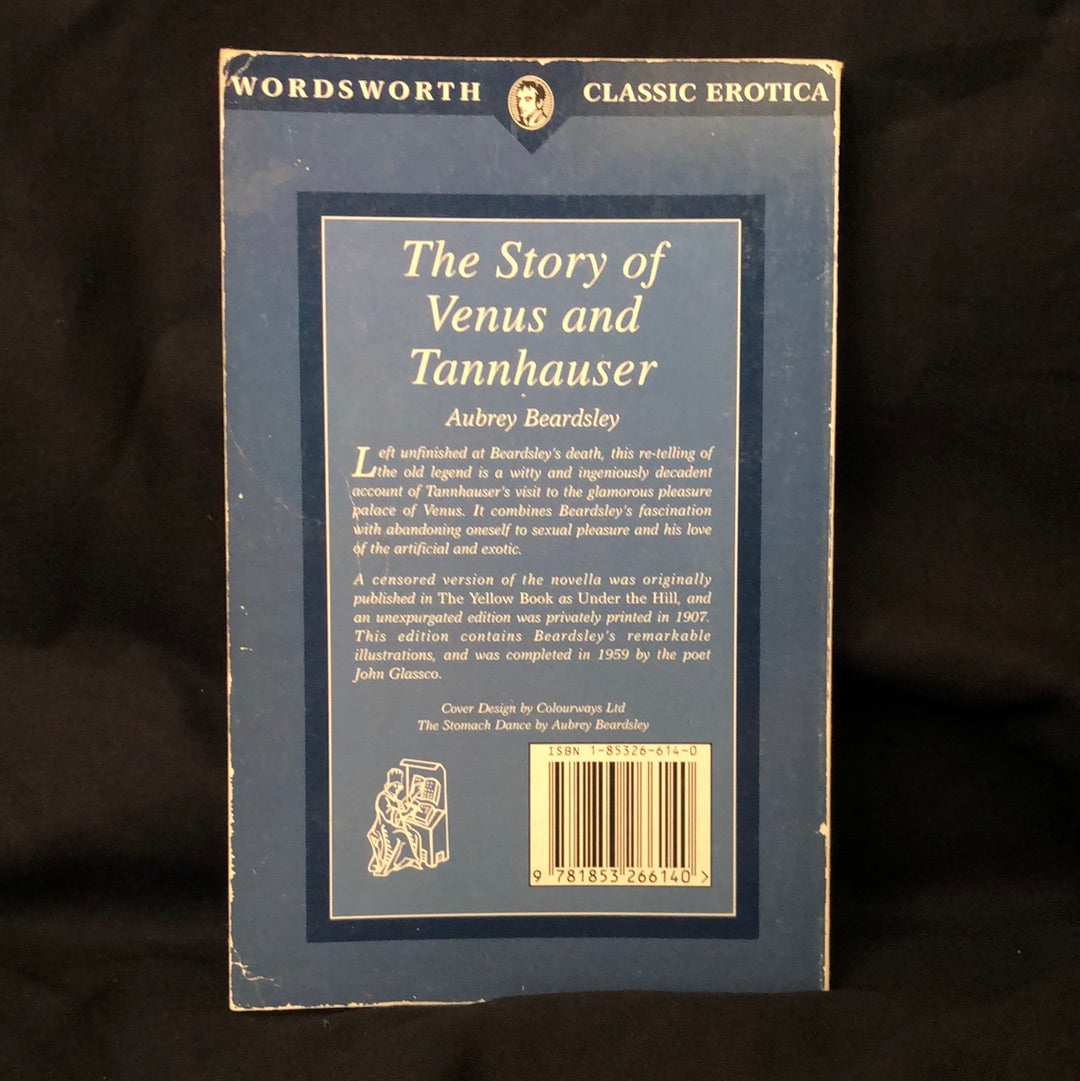 WORDSWORTH CLASSIC EROTICA
The Story of
Venus and
Tannhauser
Aubrey Beardsley
Left unfinished at Beardsley's death, this re-telling of
the old legend is a witty and ingeniously decadent
account of Tannhauser's visit to the glamorous pleasure
palace of Venus. It combines Beardsley's fascination
with abandoning oneself to sexual pleasure and his love
of the artificial and exotic.
A censored version of the novella was originally
published in The Yellow Book as Under the Hill, and
an unexpurgated edition was privately printed in 1907.
This edition contains Beardsley's remarkable
illustrations, and was completed in 1959 by the poet
John Glassco.
Cover Design by Colourways Ltd
The Stomach Dance by Aubrey Beardsley
ISBN 1-85326-614-0
9 781853 266140 >